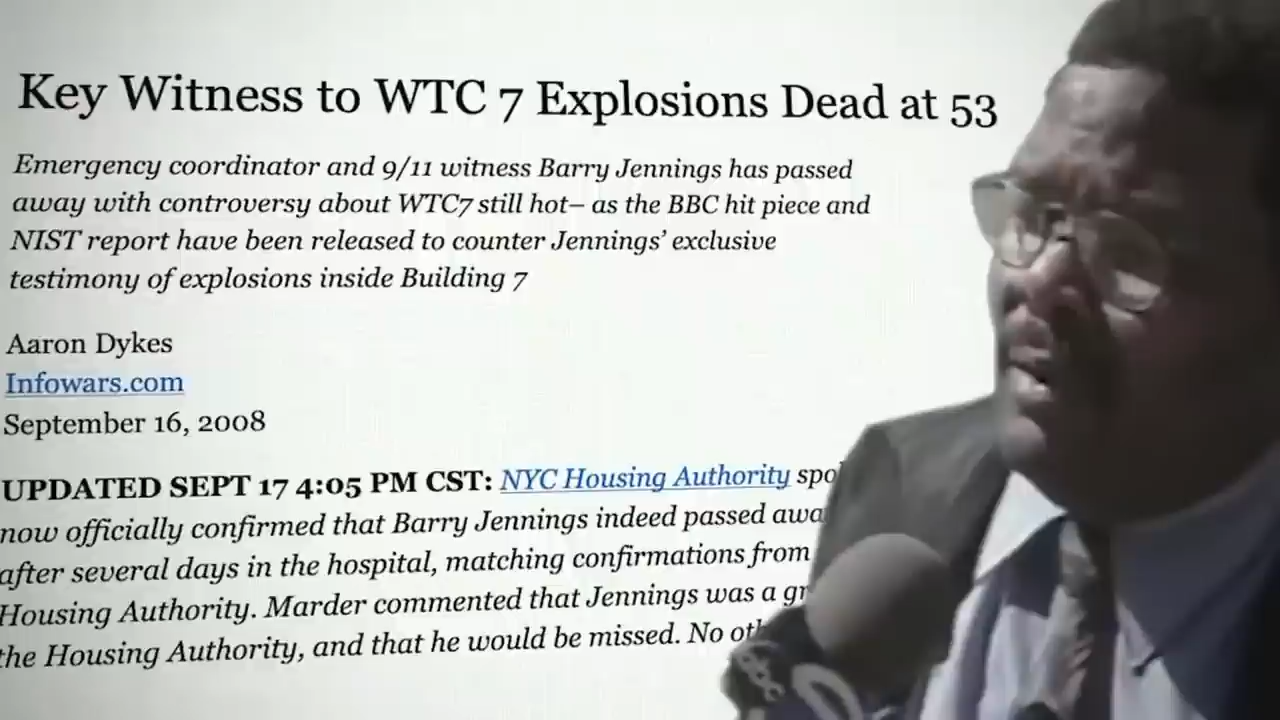 Key Witness to WTC 7 Explosions Dead at 53
Emergency coordinator and 9/11 witness Barry Jennings has passed
away with controversy about WTC7 still hot– as the BBC hit piece and
NIST report have been released to counter Jennings’ exclusive
testimony of explosions inside Building 7
Aaron Dykes
Infowars.com
September 16, 2008
UPDATED SEPT 17 4:05 PM CST: NYC Housing Authority spo
now officially confirmed that Barry Jennings indeed passed awa
after several days in the hospital, matching confirmations from
Housing Authority. Marder commented that Jennings was a gr
the Housing Authority, and that he would be missed. No ot
abc